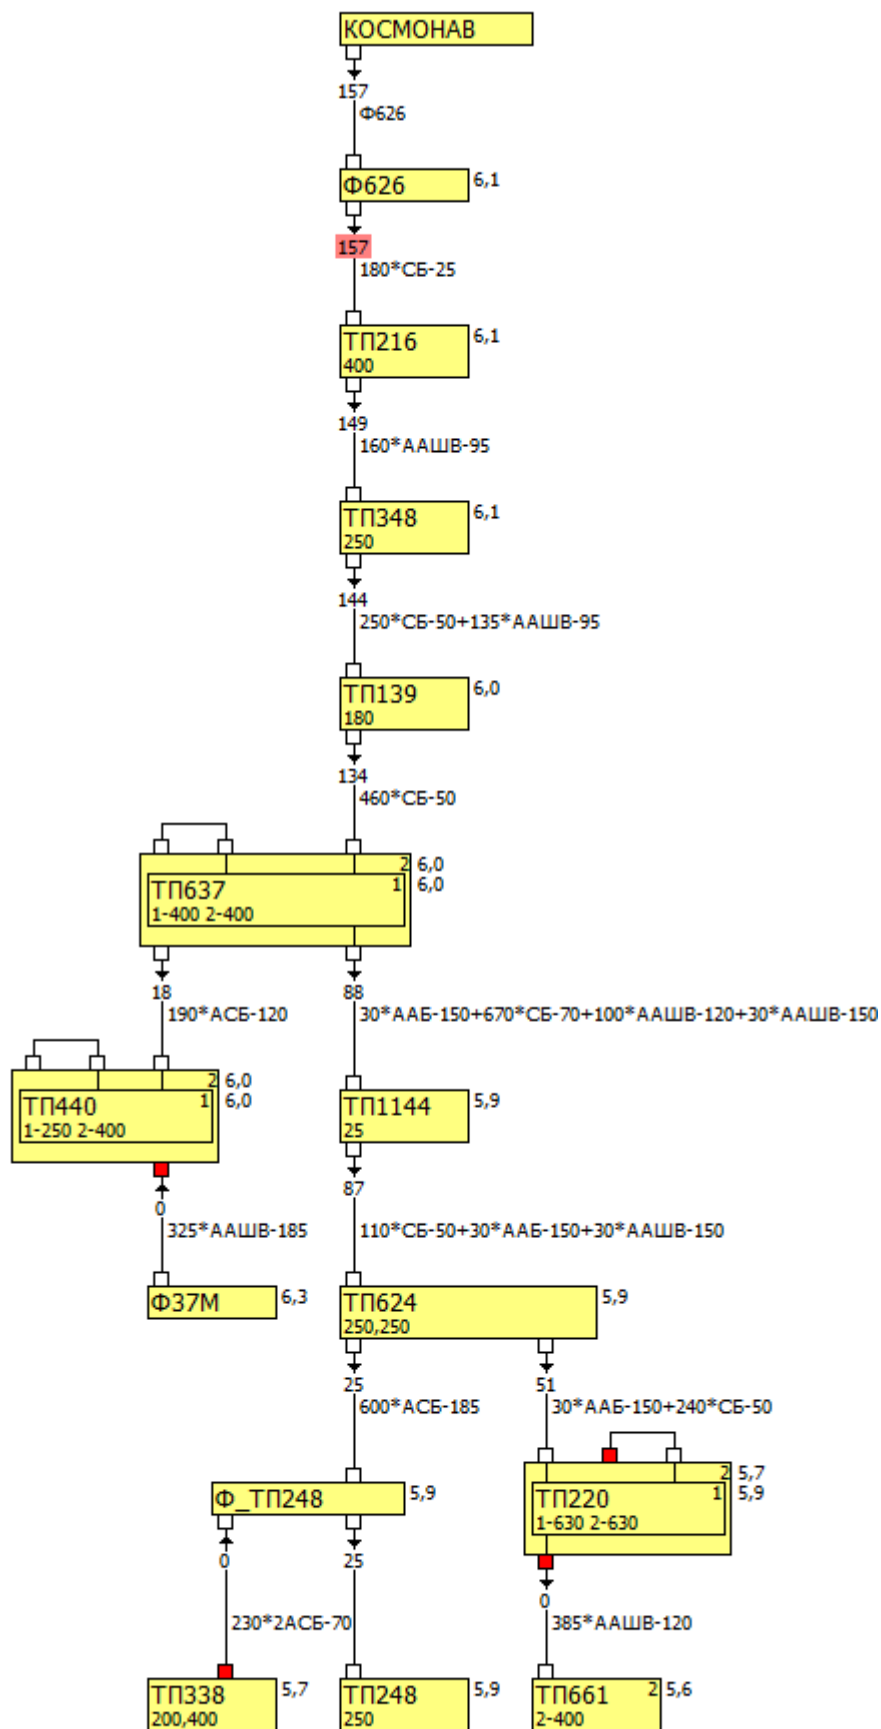 КОСМОНАВ
157
Ф626
Ф626 6,1
157
180*СБ-25
ТП216 6,1
400
149
160*ААШВ-95
ТП348 6,1
250
144
250*СБ-50+135*ААШВ-95
ТП139 6,0
180
134
460*СБ-50
2 6,0
ТП637 1 6,0
1-400 2-400
18 88
190*АСБ-120 30*ААБ-150+670*СБ-70+100*ААШВ-120+30*ААШВ-150
2 6,0
ТП440 1 6,0 ТП1144 5,9
1-250 2-400 25
87
0
325*ААШВ-185 110*СБ-50+30*ААБ-150+30*ААШВ-150
Ф37М 6,3 ТП624 5,9
250,250
25 51
600*АСБ-185 30*ААБ-150+240*СБ-50
2 5,7
Ф_ТП248 5,9 ТП220 1 5,9
1-630 2-630
0 25
0
230*2АСБ-70 385*ААШВ-120
ТП338 5,7 ТП248 5,9 ТП661 2 5,6
200,400 250 2-400